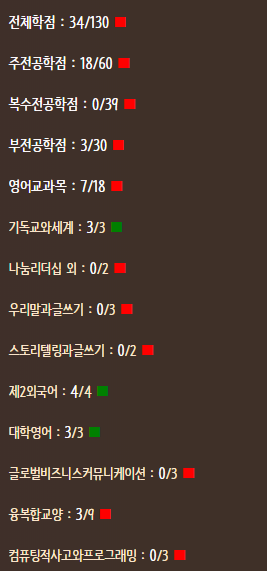 전체학점 : 34/130
주전공학점 : 18/60
복수전공학점 : 0/39
부전공학점 : 3/30
영어교과목 : 7/18
기독교와세계 : 3/3
나눔리더십 외 : 0/2
우리말과글쓰기 : 0/3
스토리텔링과글쓰기 : 0/2
제2외국어 : 4/4
대학영어 : 3/3
글로벌비즈니스커뮤니케이션 : 0/3
융복합교양 : 3/9
컴퓨팅적사고와프로그래밍 : 0/3